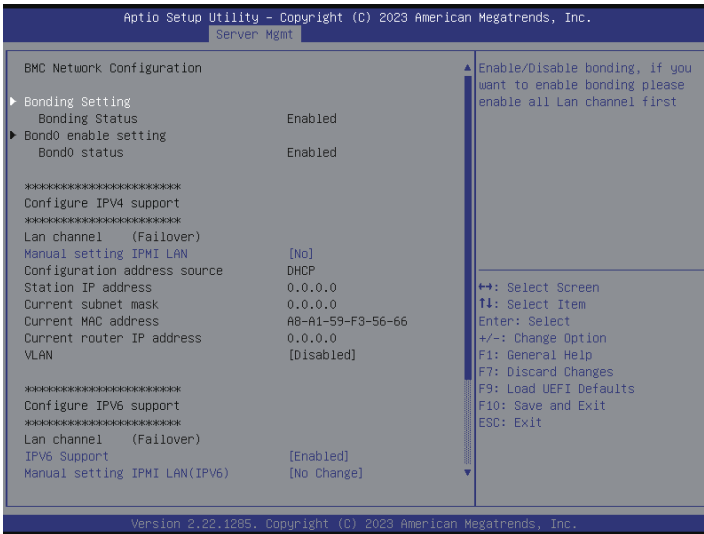 Aptio Setup Utility – Copyright (C) 2023 American Megatrends, Inc.
Server Mgmt
BMC Network Configuration
Bonding Setting
Bonding Status Enabled
Bond0 enable setting
Bond0 status Enabled
**********************
Configure IPV4 support
**********************
Lan channel (Failover)
Manual setting IPMI LAN [No]
Configuration address source DHCP
Station IP address 0.0.0.0
Current subnet mask 0.0.0.0
Current MAC address A8-A1-59-F3-56-66
Current router IP address 0.0.0.0
VLAN [Disabled]
**********************
Configure IPV6 support
**********************
Lan channel (Failover)
IPV6 Support [Enabled]
Manual setting IPMI LAN(IPV6) [No Change]
Enable/Disable bonding, if you
want to enable bonding please
enable all Lan channel first
↔: Select Screen
↑↓: Select Item
Enter: Select
+/-: Change Option
F1: General Help
F7: Discard Changes
F9: Load UEFI Defaults
F10: Save and Exit
ESC: Exit
Version 2.22.1285. Copyright (C) 2023 American Megatrends, Inc.